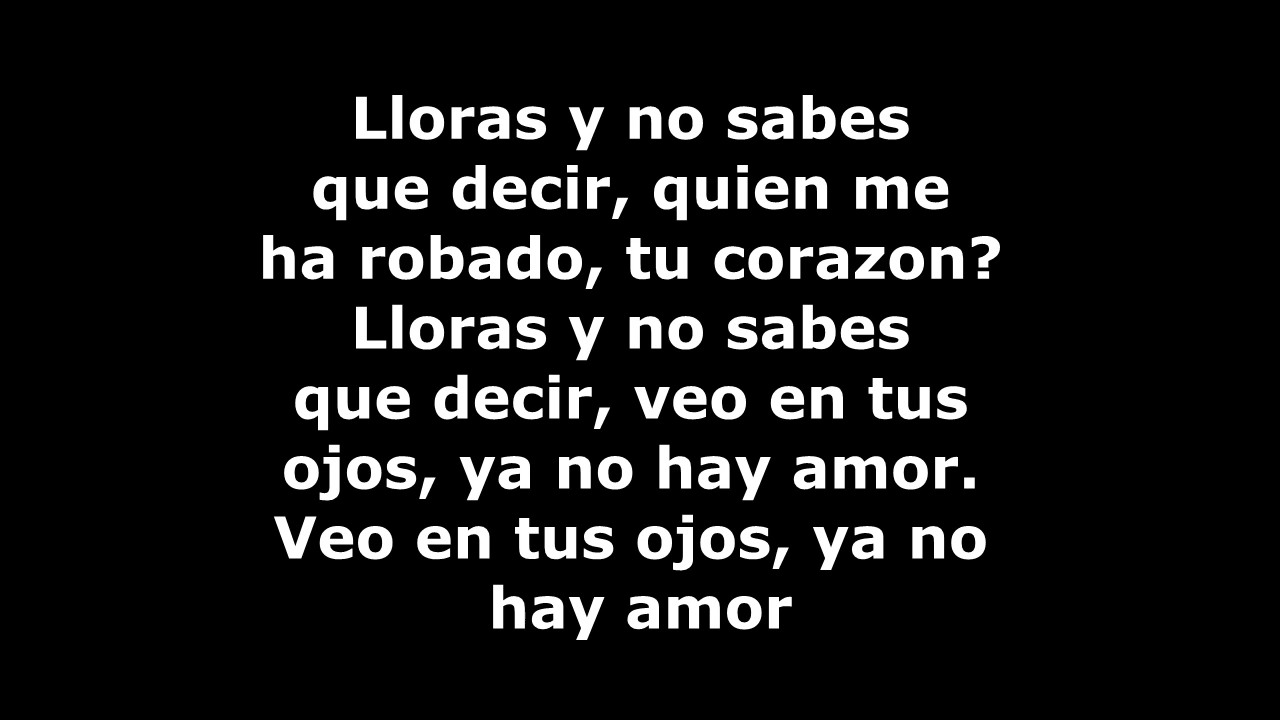 Lloras y no sabes
que decir, quien me
ha robado, tu corazon?
Lloras y no sabes
que decir, veo en tus
ojos, ya no hay amor.
Veo en tus ojos, ya no
hay amor